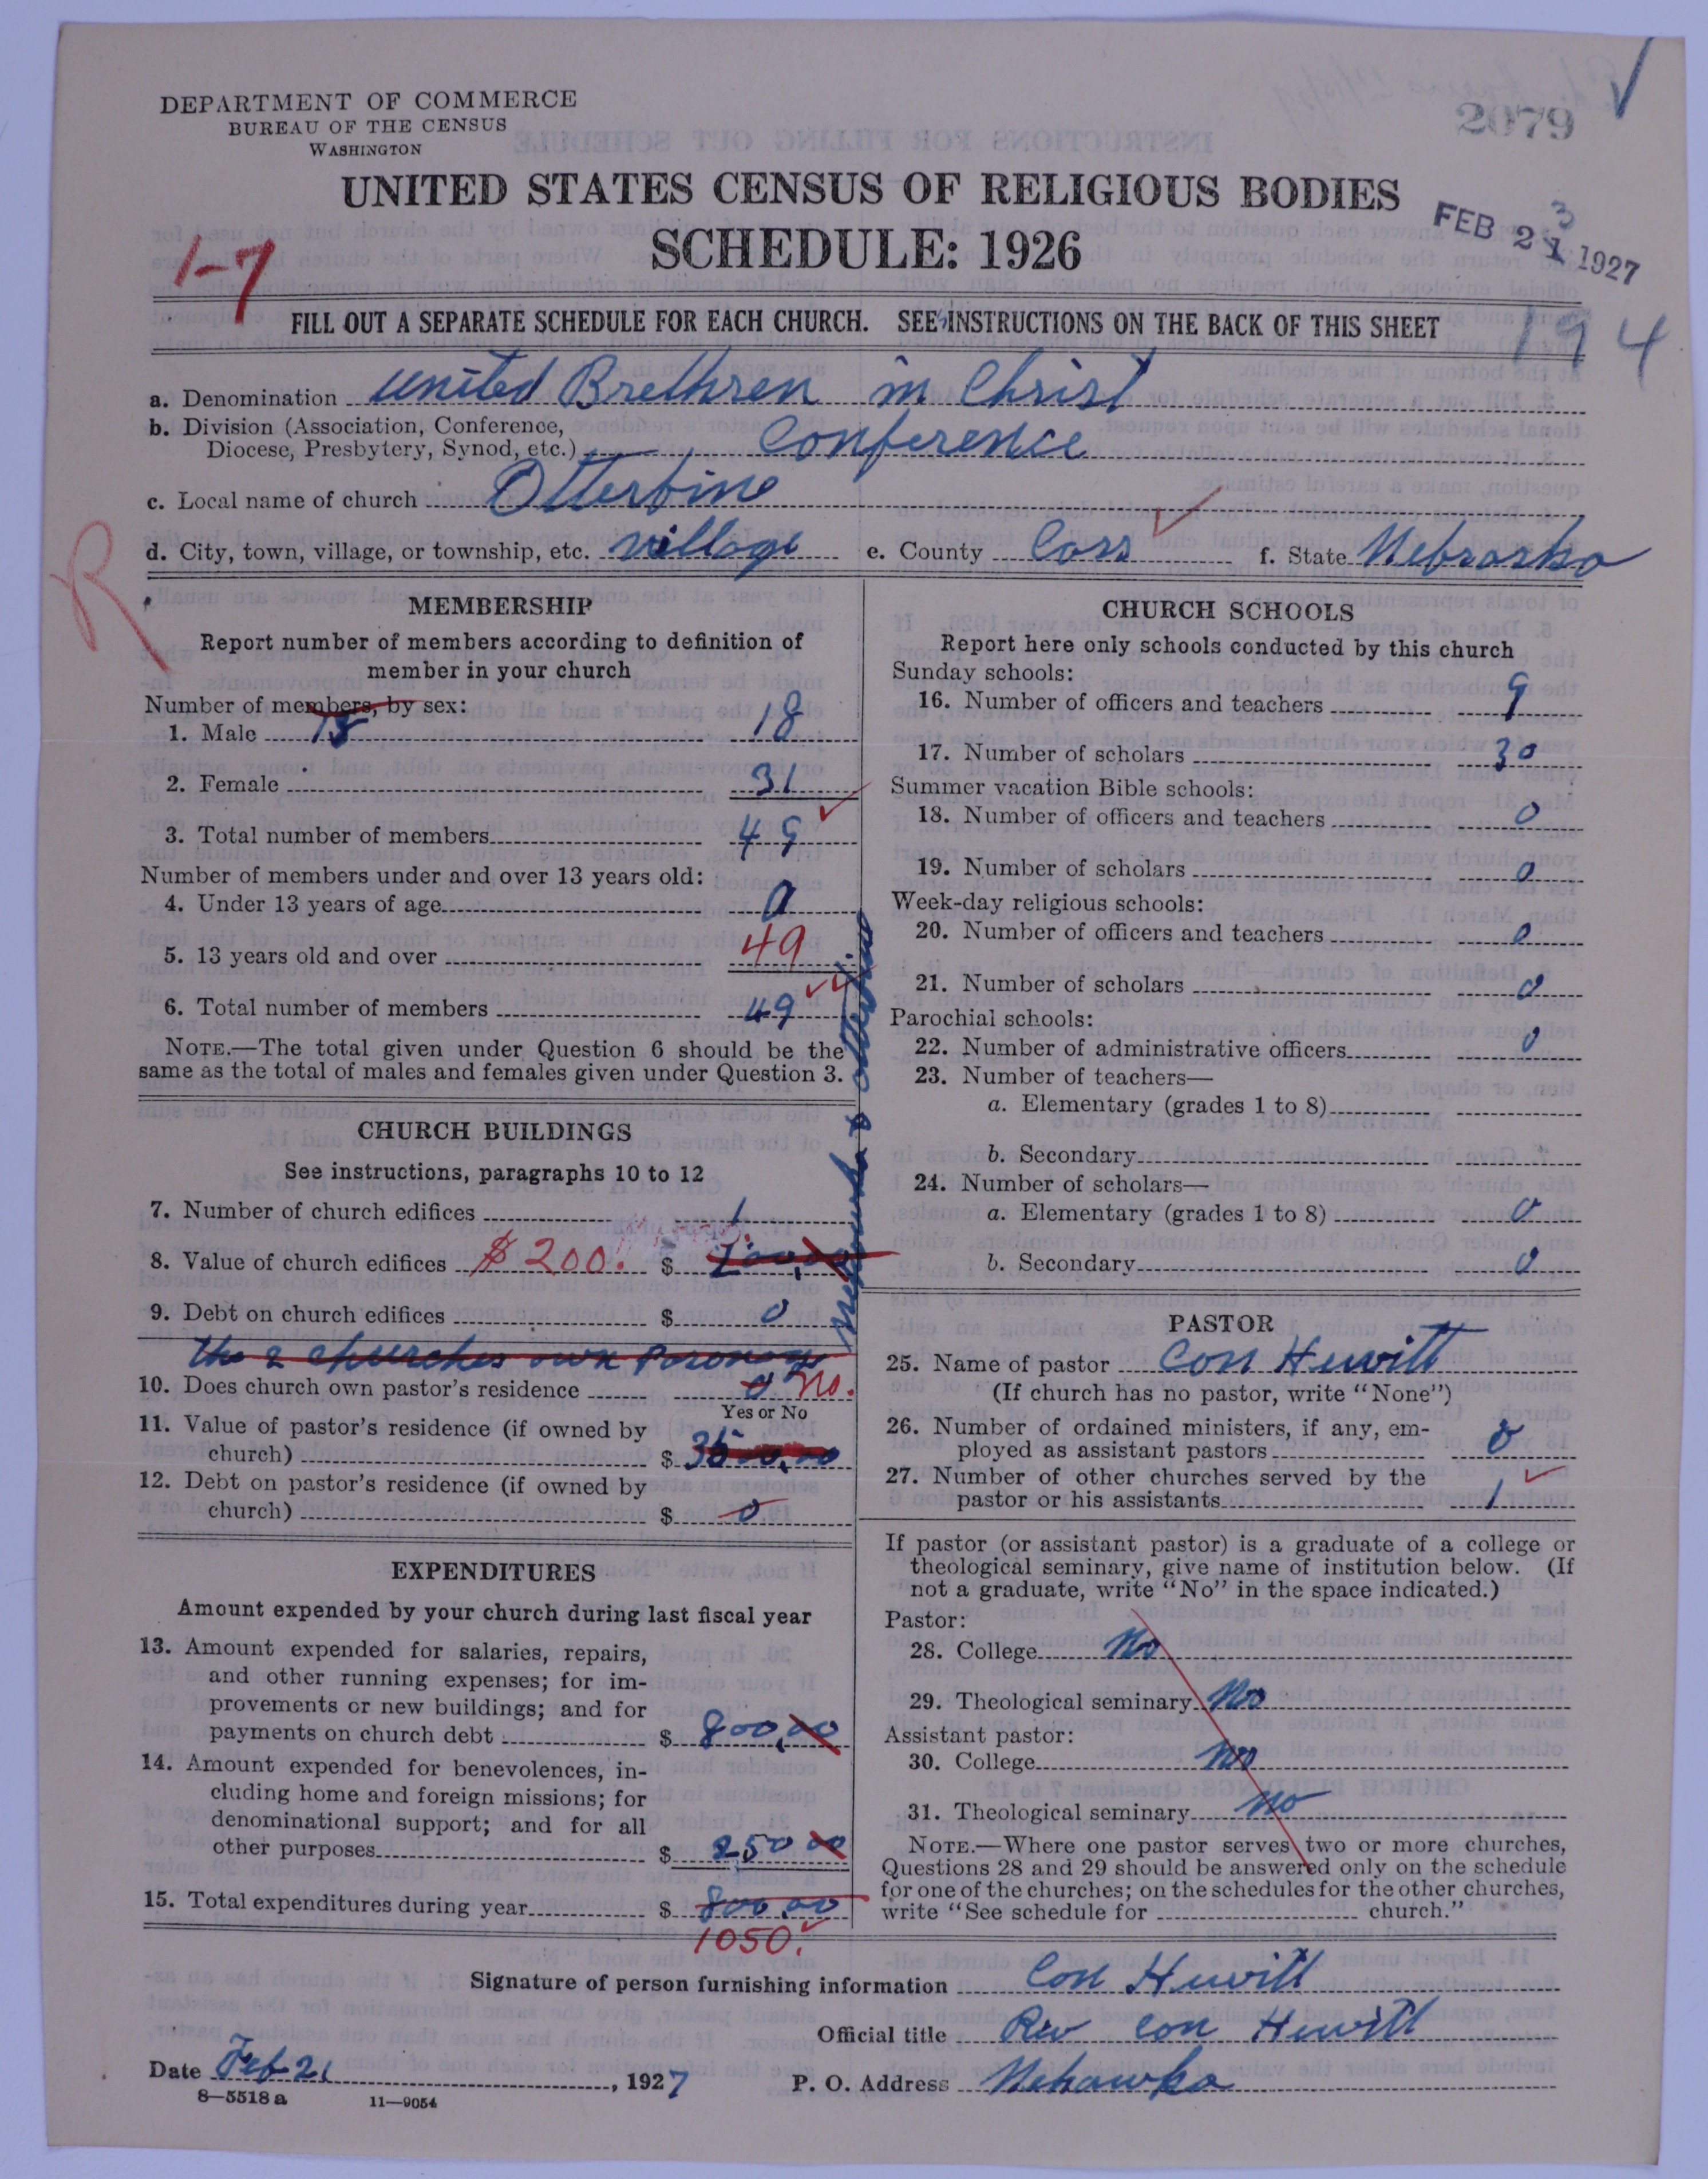 DEPARTMENT OF COMMERCE
BUREAU OF THE CENSUS
WASHINGTON
2079
UNITED STATES CENSUS OF RELIGIOUS BODIES
SCHEDULE: 1926
FEB 23 1927
1-7
FILL OUT A SEPARATE SCHEDULE FOR EACH CHURCH. SEE INSTRUCTIONS ON THE BACK OF THIS SHEET
194
a. Denomination United Brethren in Christ
b. Division (Association, Conference,
Diocese, Presbytery, Synod, etc.) Conference
c. Local name of church Otterbine
d. City, town, village, or township, etc. village e. County Cass f. State Nebraska
R
MEMBERSHIP
Report number of members according to definition of
member in your church
Number of members, by sex:
1. Male 18
2. Female 31
3. Total number of members 49
Number of members under and over 13 years old:
4. Under 13 years of age 0
5. 13 years old and over 49
6. Total number of members 49
NOTE.—The total given under Question 6 should be the
same as the total of males and females given under Question 3.
CHURCH BUILDINGS
See instructions, paragraphs 10 to 12
7. Number of church edifices 1
8. Value of church edifices $200. $
9. Debt on church edifices $ 0
the 2 churches own Parsonage
Nehawka & Otterbine
10. Does church own pastor's residence 0 No.
Yes or No
11. Value of pastor's residence (if owned by
church) $ 3500.00
12. Debt on pastor's residence (if owned by
church) $ 0
EXPENDITURES
Amount expended by your church during last fiscal year
13. Amount expended for salaries, repairs,
and other running expenses; for im-
provements or new buildings; and for
payments on church debt $ 800.00
14. Amount expended for benevolences, in-
cluding home and foreign missions; for
denominational support; and for all
other purposes $ 250 00
15. Total expenditures during year $ 800.00
1050.
CHURCH SCHOOLS
Report here only schools conducted by this church
Sunday schools:
16. Number of officers and teachers 9
17. Number of scholars 30
Summer vacation Bible schools:
18. Number of officers and teachers 0
19. Number of scholars 0
Week-day religious schools:
20. Number of officers and teachers 0
21. Number of scholars 0
Parochial schools:
22. Number of administrative officers 0
23. Number of teachers—
a. Elementary (grades 1 to 8)
b. Secondary
24. Number of scholars—
a. Elementary (grades 1 to 8) 0
b. Secondary 0
PASTOR
25. Name of pastor Con Hewitt
(If church has no pastor, write "None")
26. Number of ordained ministers, if any, em-
ployed as assistant pastors 0
27. Number of other churches served by the
pastor or his assistants 1
If pastor (or assistant pastor) is a graduate of a college or
theological seminary, give name of institution below. (If
not a graduate, write "No" in the space indicated.)
Pastor:
28. College No
29. Theological seminary No
Assistant pastor:
30. College No
31. Theological seminary No
NOTE.—Where one pastor serves two or more churches,
Questions 28 and 29 should be answered only on the schedule
for one of the churches; on the schedules for the other churches,
write "See schedule for church."
Signature of person furnishing information Con Hewitt
Official title Rev Con Hewitt
Date Feb 21, 1927 P. O. Address Nehawka
8—5518 a 11—9054